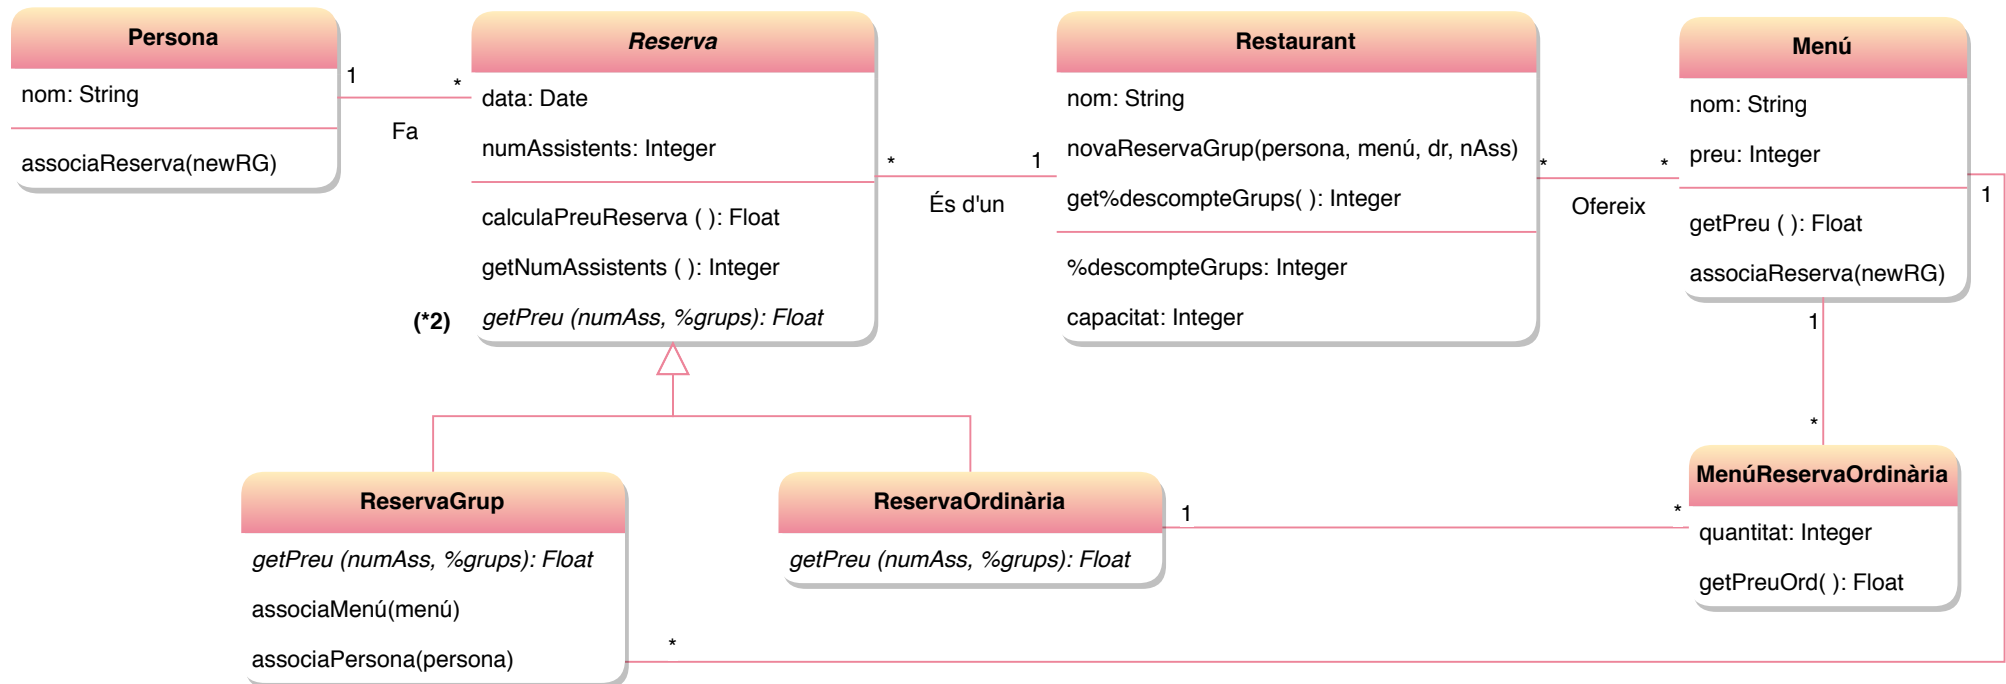 Persona
nom: String
associaReserva(newRG)
1
*
Fa
Reserva
data: Date
numAssistents: Integer
calculaPreuReserva ( ): Float
getNumAssistents ( ): Integer
(*2)
getPreu (numAss, %grups): Float
*
1
És d'un
Restaurant
nom: String
novaReservaGrup(persona, menú, dr, nAss)
get%descompteGrups( ): Integer
%descompteGrups: Integer
capacitat: Integer
*
*
Ofereix
Menú
nom: String
preu: Integer
getPreu ( ): Float
associaReserva(newRG)
1
1
*
ReservaGrup
getPreu (numAss, %grups): Float
associaMenú(menú)
associaPersona(persona)
*
ReservaOrdinària
getPreu (numAss, %grups): Float
1
*
MenúReservaOrdinària
quantitat: Integer
getPreuOrd( ): Float